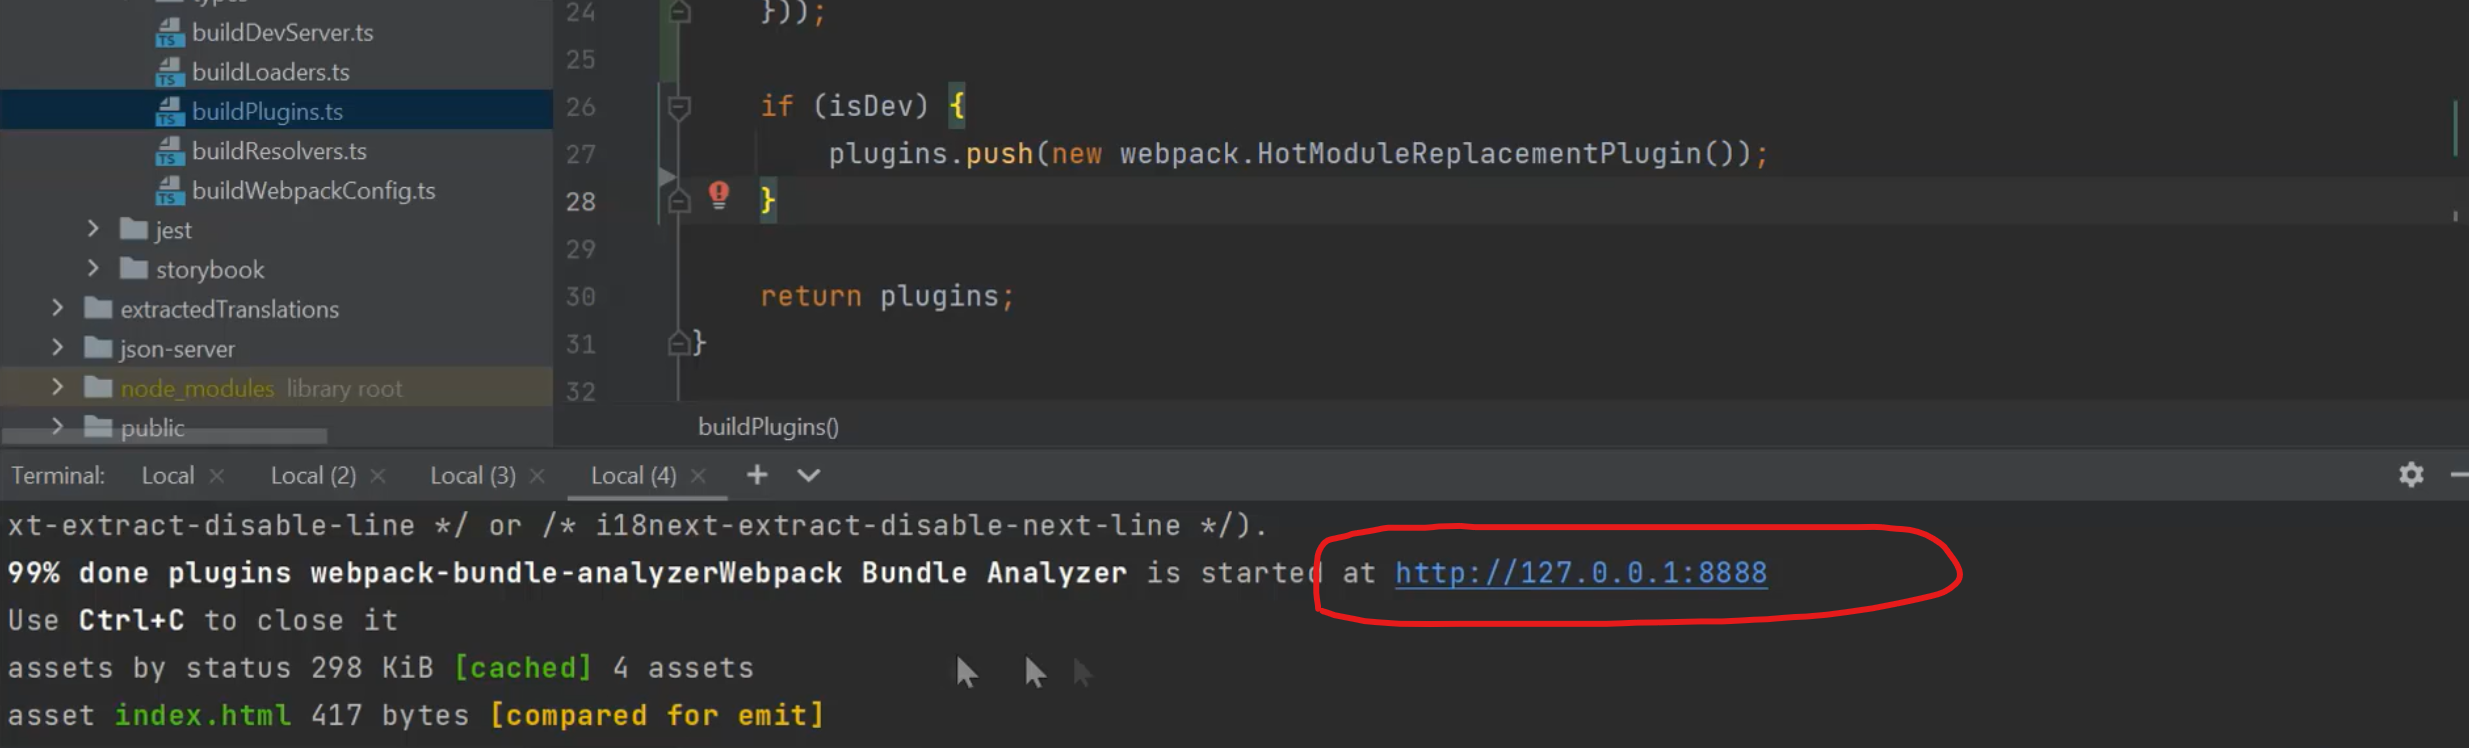 types
buildDevServer.ts
buildLoaders.ts
buildPlugins.ts
buildResolvers.ts
buildWebpackConfig.ts
jest
storybook
extractedTranslations
json-server
node_modules library root
public
24 }));
25
26 if (isDev) {
27 plugins.push(new webpack.HotModuleReplacementPlugin());
28 }
29
30 return plugins;
31 }
32
buildPlugins()
Terminal: Local × Local (2) × Local (3) × Local (4) × +
xt-extract-disable-line */ or /* i18next-extract-disable-next-line */).
99% done plugins webpack-bundle-analyzerWebpack Bundle Analyzer is started at http://127.0.0.1:8888
Use Ctrl+C to close it
assets by status 298 KiB [cached] 4 assets
asset index.html 417 bytes [compared for emit]